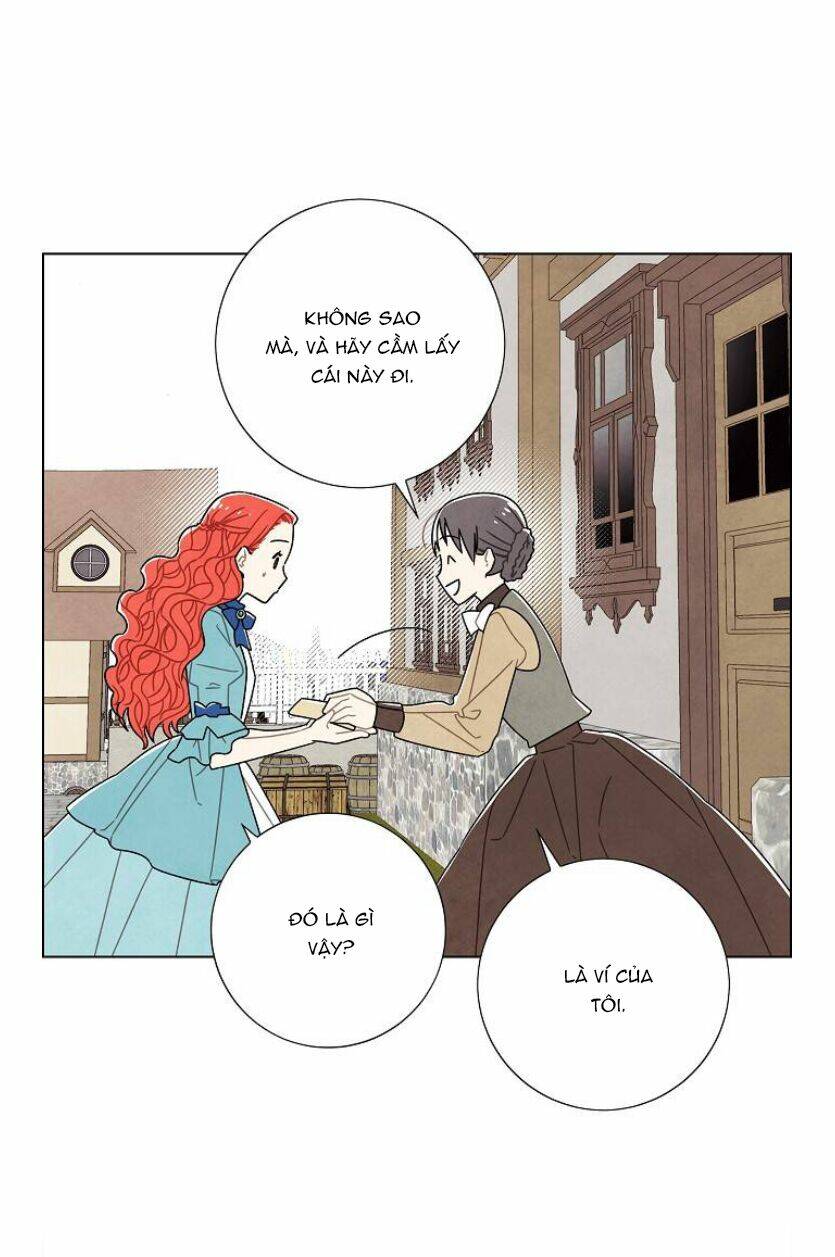 KHÔNG SAO
MÀ, VÀ HÃY CẦM LẤY
CÁI NÀY ĐI.
ĐÓ LÀ GÌ
VẬY?
LÀ VÍ CỦA
TÔI.